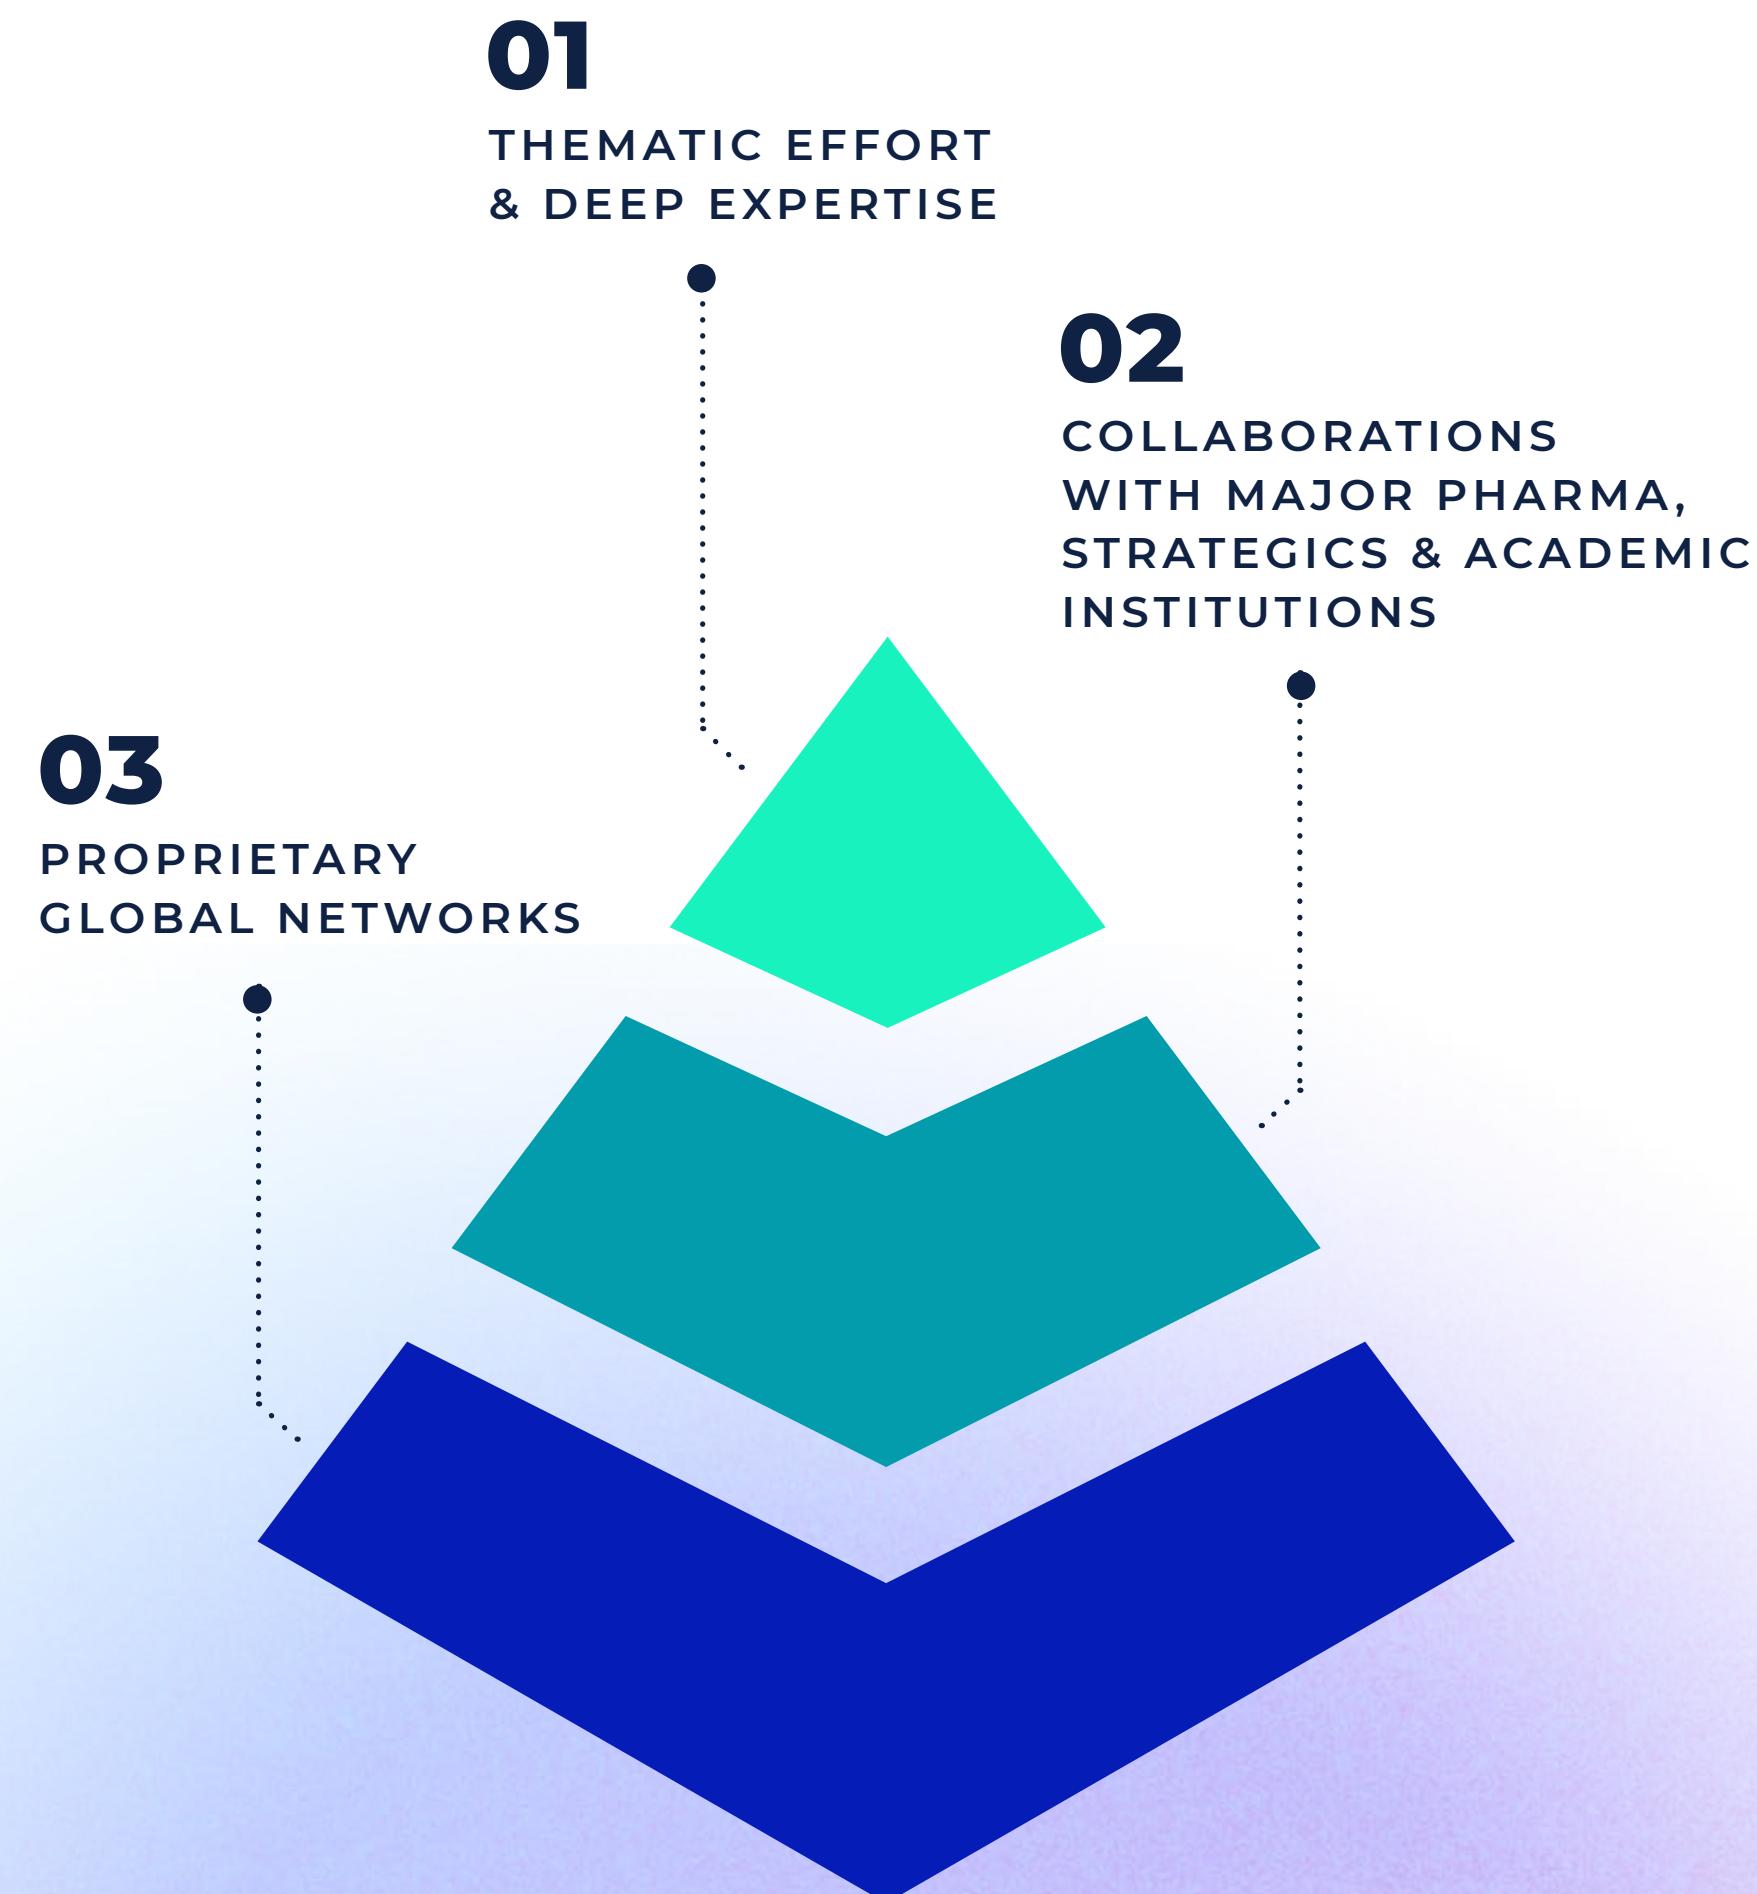 01
THEMATIC EFFORT
& DEEP EXPERTISE
02
COLLABORATIONS
WITH MAJOR PHARMA,
STRATEGICS & ACADEMIC
INSTITUTIONS
03
PROPRIETARY
GLOBAL NETWORKS